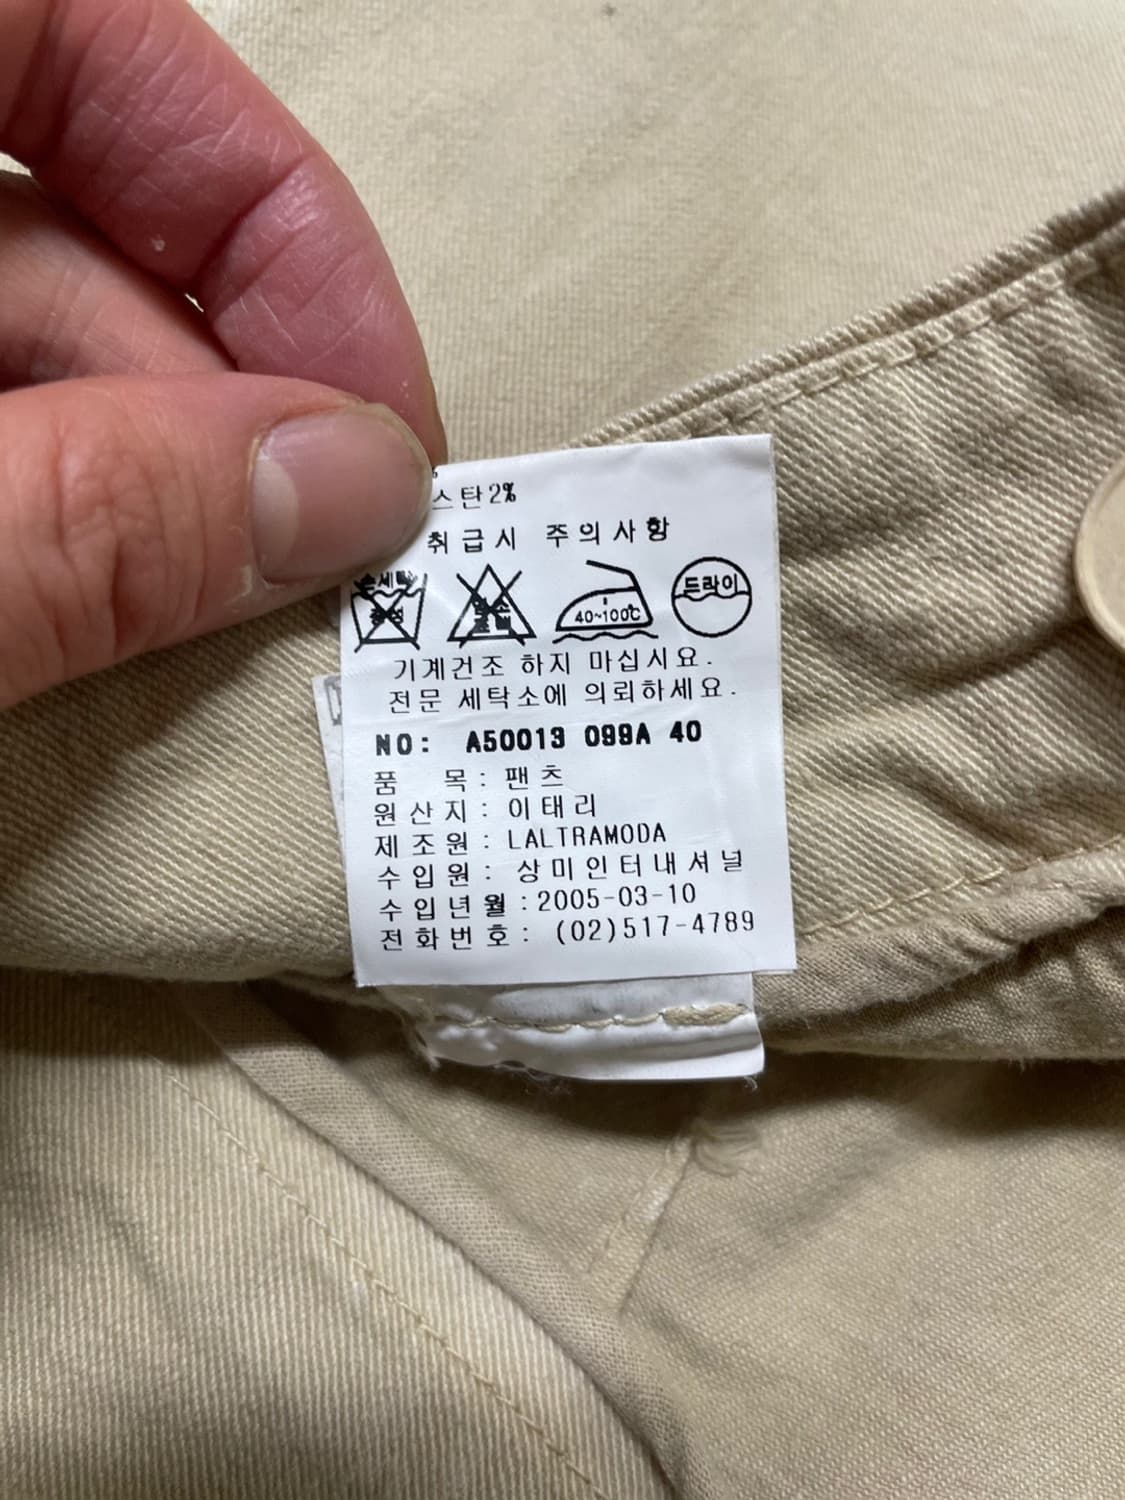 스탄2%
취급시 주의사항
40~100℃ 드라이
기계건조 하지 마십시요.
전문 세탁소에 의뢰하세요.
NO: A50013 099A 40
품 목: 팬츠
원산지: 이태리
제조원: LALTRAMODA
수입원: 상미인터내셔널
수입년월:2005-03-10
전화번호: (02)517-4789